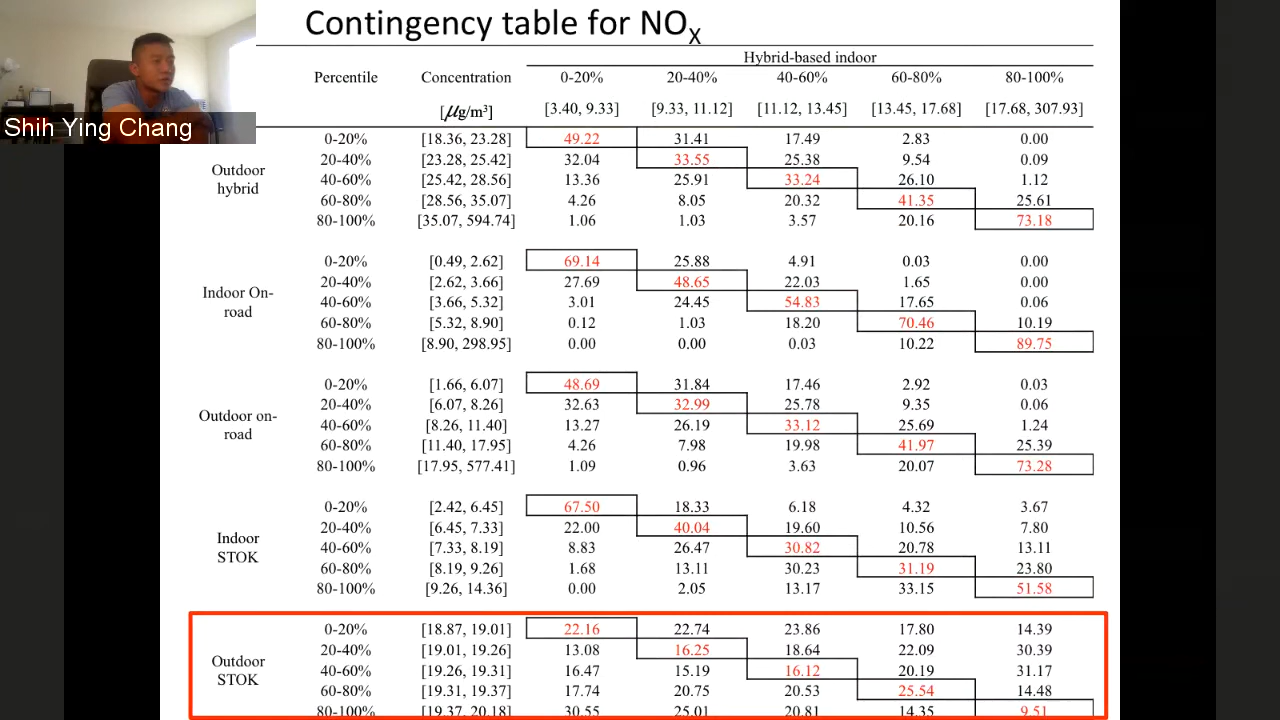 Contingency table for NOX
Hybrid-based indoor
Percentile Concentration 0-20% 20-40% 40-60% 60-80% 80-100%
[μg/m³] [3.40, 9.33] [9.33, 11.12] [11.12, 13.45] [13.45, 17.68] [17.68, 307.93]
Shih Ying Chang
Outdoor hybrid
0-20% [18.36, 23.28] 49.22 31.41 17.49 2.83 0.00
20-40% [23.28, 25.42] 32.04 33.55 25.38 9.54 0.09
40-60% [25.42, 28.56] 13.36 25.91 33.24 26.10 1.12
60-80% [28.56, 35.07] 4.26 8.05 20.32 41.35 25.61
80-100% [35.07, 594.74] 1.06 1.03 3.57 20.16 73.18
Indoor On-road
0-20% [0.49, 2.62] 69.14 25.88 4.91 0.03 0.00
20-40% [2.62, 3.66] 27.69 48.65 22.03 1.65 0.00
40-60% [3.66, 5.32] 3.01 24.45 54.83 17.65 0.06
60-80% [5.32, 8.90] 0.12 1.03 18.20 70.46 10.19
80-100% [8.90, 298.95] 0.00 0.00 0.03 10.22 89.75
Outdoor on-road
0-20% [1.66, 6.07] 48.69 31.84 17.46 2.92 0.03
20-40% [6.07, 8.26] 32.63 32.99 25.78 9.35 0.06
40-60% [8.26, 11.40] 13.27 26.19 33.12 25.69 1.24
60-80% [11.40, 17.95] 4.26 7.98 19.98 41.97 25.39
80-100% [17.95, 577.41] 1.09 0.96 3.63 20.07 73.28
Indoor STOK
0-20% [2.42, 6.45] 67.50 18.33 6.18 4.32 3.67
20-40% [6.45, 7.33] 22.00 40.04 19.60 10.56 7.80
40-60% [7.33, 8.19] 8.83 26.47 30.82 20.78 13.11
60-80% [8.19, 9.26] 1.68 13.11 30.23 31.19 23.80
80-100% [9.26, 14.36] 0.00 2.05 13.17 33.15 51.58
Outdoor STOK
0-20% [18.87, 19.01] 22.16 22.74 23.86 17.80 14.39
20-40% [19.01, 19.26] 13.08 16.25 18.64 22.09 30.39
40-60% [19.26, 19.31] 16.47 15.19 16.12 20.19 31.17
60-80% [19.31, 19.37] 17.74 20.75 20.53 25.54 14.48
80-100% [19.37, 20.18] 30.55 25.01 20.81 14.35 9.51